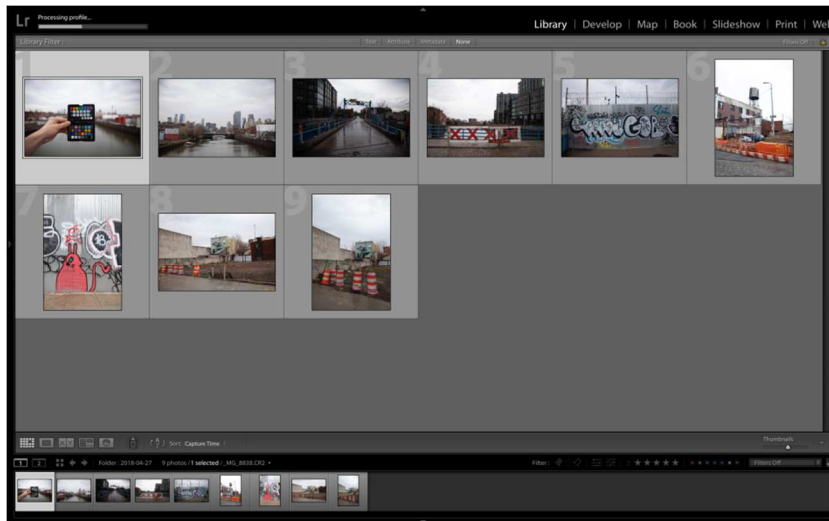 Lr Processing profile...
Library | Develop | Map | Book | Slideshow | Print | Wel
Library Filter : Text Attribute Metadata None Filters Off
1 2 3 4 5 6
7 8 9
Sort: Capture Time Thumbnails
1 2 Folder : 2018-04-27 9 photos / 1 selected / _MG_8838.CR2 Filter : Filters Off